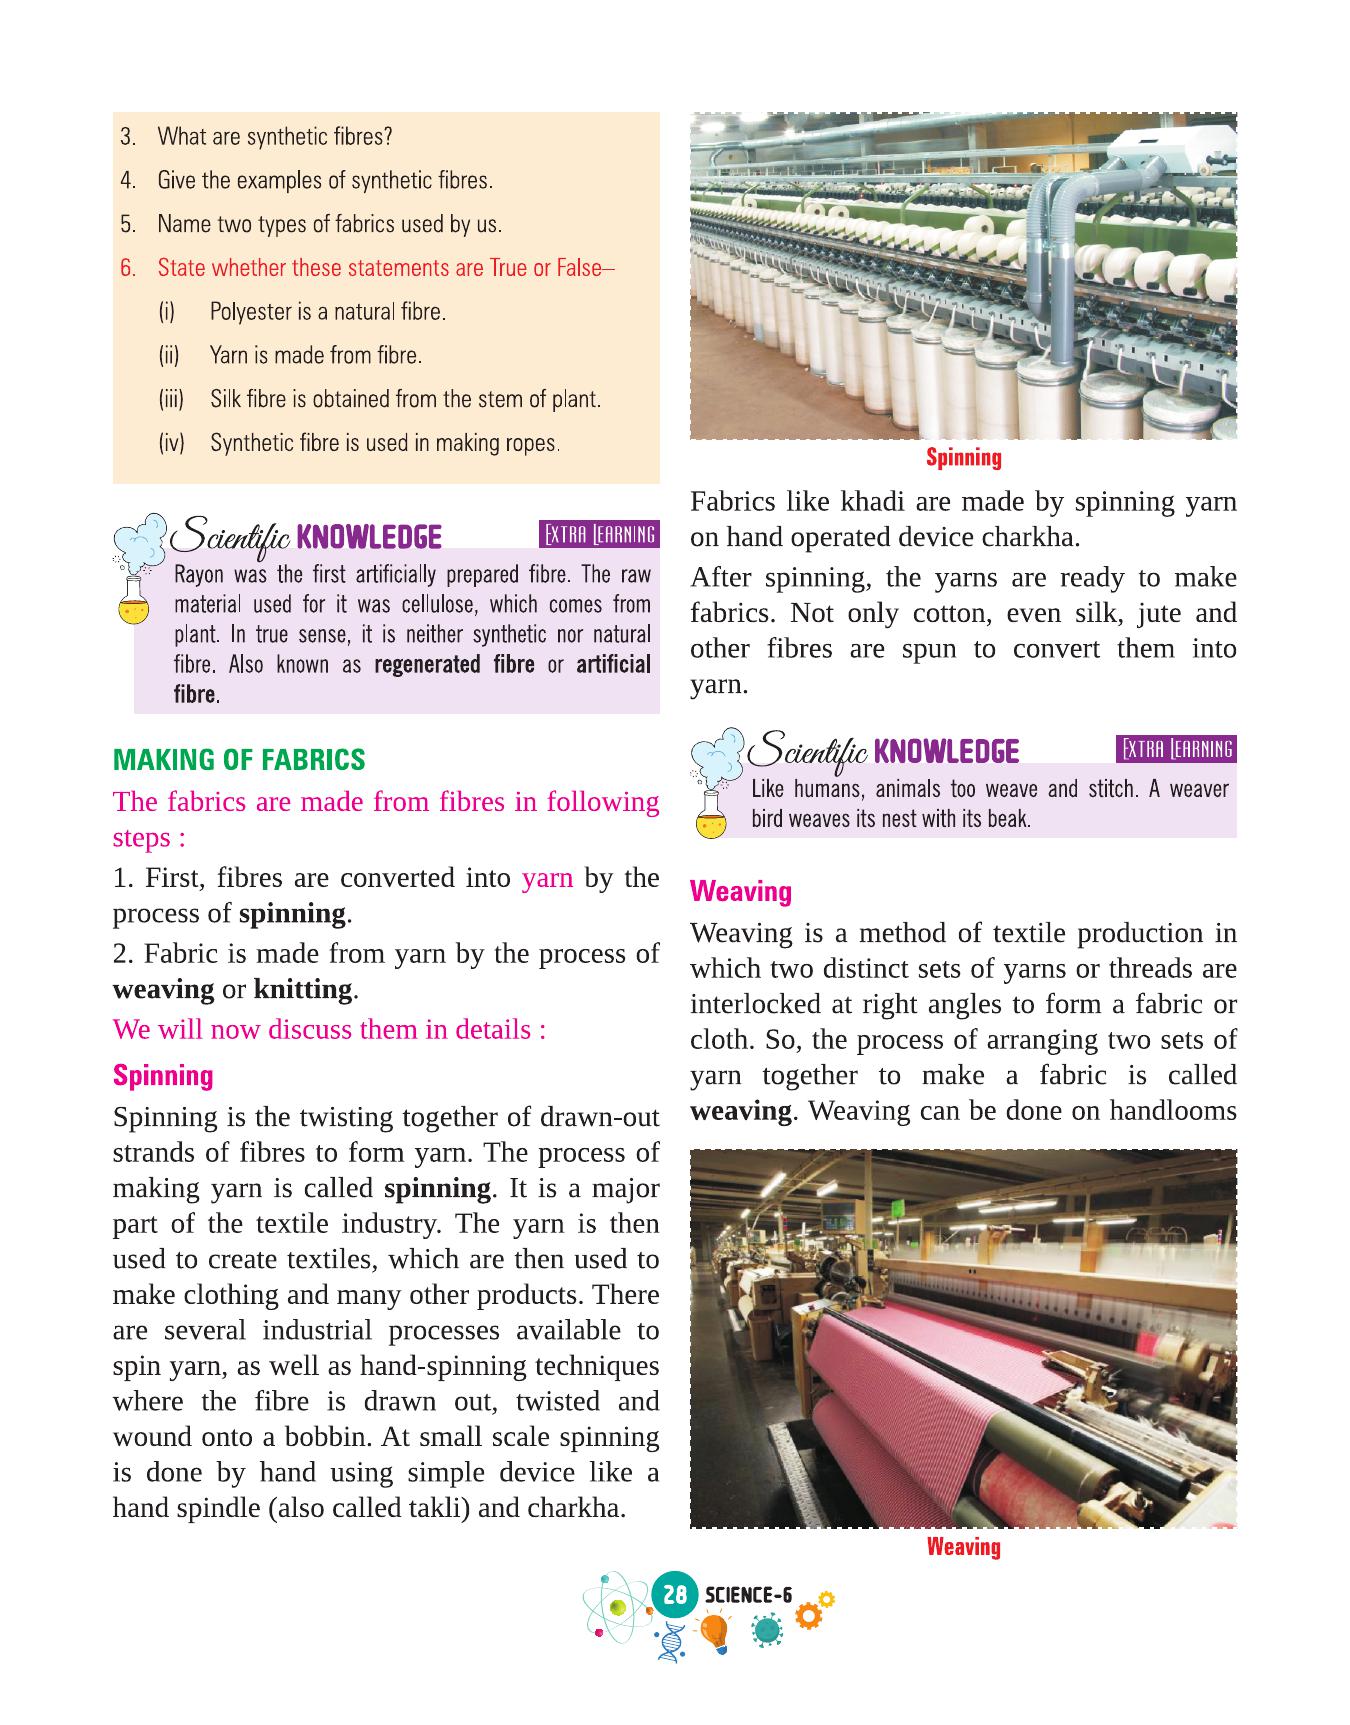 3. What are synthetic fibres?
4. Give the examples of synthetic fibres.
5. Name two types of fabrics used by us.
6. State whether these statements are True or False–
(i) Polyester is a natural fibre.
(ii) Yarn is made from fibre.
(iii) Silk fibre is obtained from the stem of plant.
(iv) Synthetic fibre is used in making ropes.
Scientific KNOWLEDGE EXTRA LEARNING
Rayon was the first artificially prepared fibre. The raw
material used for it was cellulose, which comes from
plant. In true sense, it is neither synthetic nor natural
fibre. Also known as regenerated fibre or artificial
fibre.
MAKING OF FABRICS
The fabrics are made from fibres in following
steps :
1. First, fibres are converted into yarn by the
process of spinning.
2. Fabric is made from yarn by the process of
weaving or knitting.
We will now discuss them in details :
Spinning
Spinning is the twisting together of drawn-out
strands of fibres to form yarn. The process of
making yarn is called spinning. It is a major
part of the textile industry. The yarn is then
used to create textiles, which are then used to
make clothing and many other products. There
are several industrial processes available to
spin yarn, as well as hand-spinning techniques
where the fibre is drawn out, twisted and
wound onto a bobbin. At small scale spinning
is done by hand using simple device like a
hand spindle (also called takli) and charkha.
Spinning
Fabrics like khadi are made by spinning yarn
on hand operated device charkha.
After spinning, the yarns are ready to make
fabrics. Not only cotton, even silk, jute and
other fibres are spun to convert them into
yarn.
Scientific KNOWLEDGE EXTRA LEARNING
Like humans, animals too weave and stitch. A weaver
bird weaves its nest with its beak.
Weaving
Weaving is a method of textile production in
which two distinct sets of yarns or threads are
interlocked at right angles to form a fabric or
cloth. So, the process of arranging two sets of
yarn together to make a fabric is called
weaving. Weaving can be done on handlooms
Weaving
28 SCIENCE-6